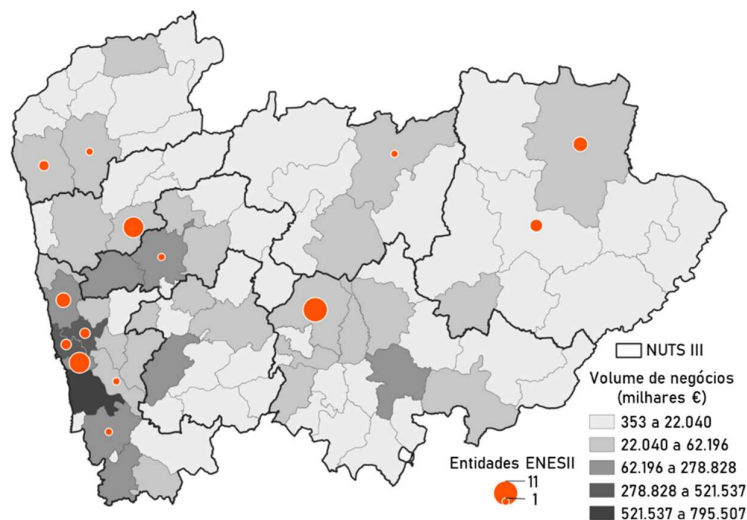 NUTS III
Volume de negócios
(milhares €)
353 a 22.040
22.040 a 62.196
62.196 a 278.828
278.828 a 521.537
521.537 a 795.507
Entidades ENESII
11
1